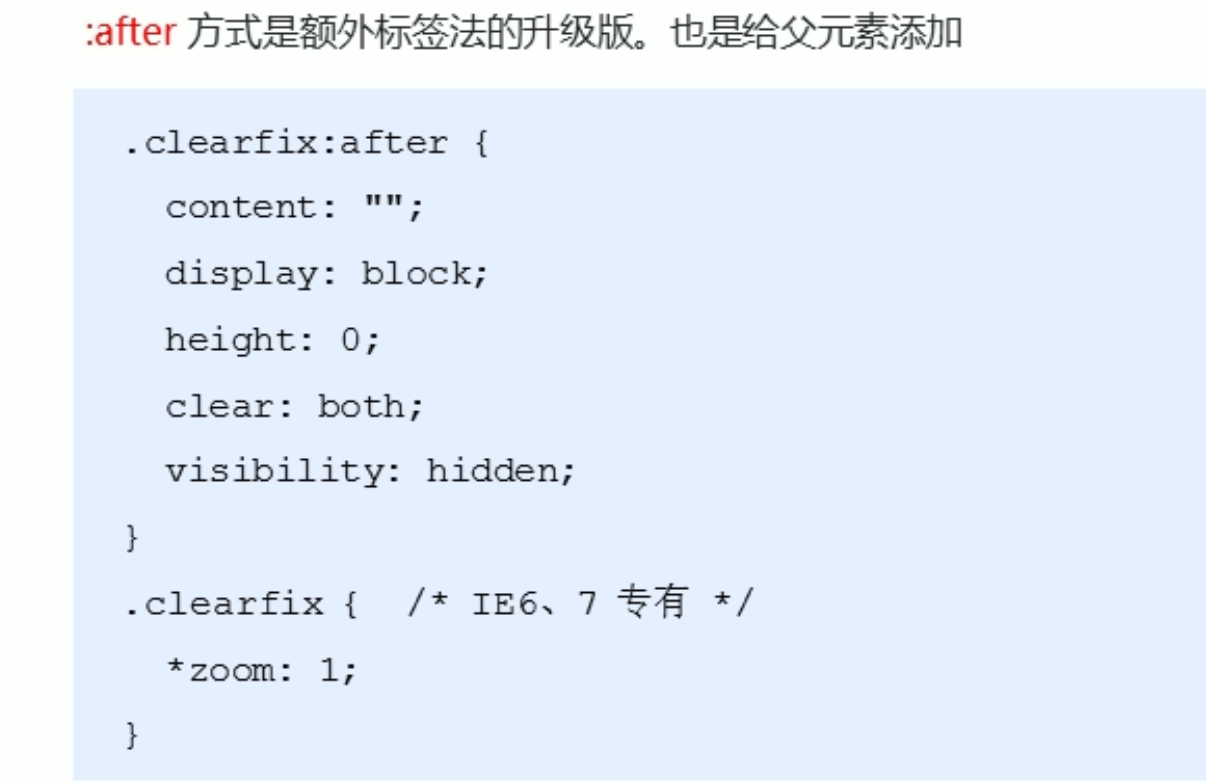 :after 方式是额外标签法的升级版。也是给父元素添加
.clearfix:after {
content: "";
display: block;
height: 0;
clear: both;
visibility: hidden;
}
.clearfix { /* IE6、7 专有 */
*zoom: 1;
}